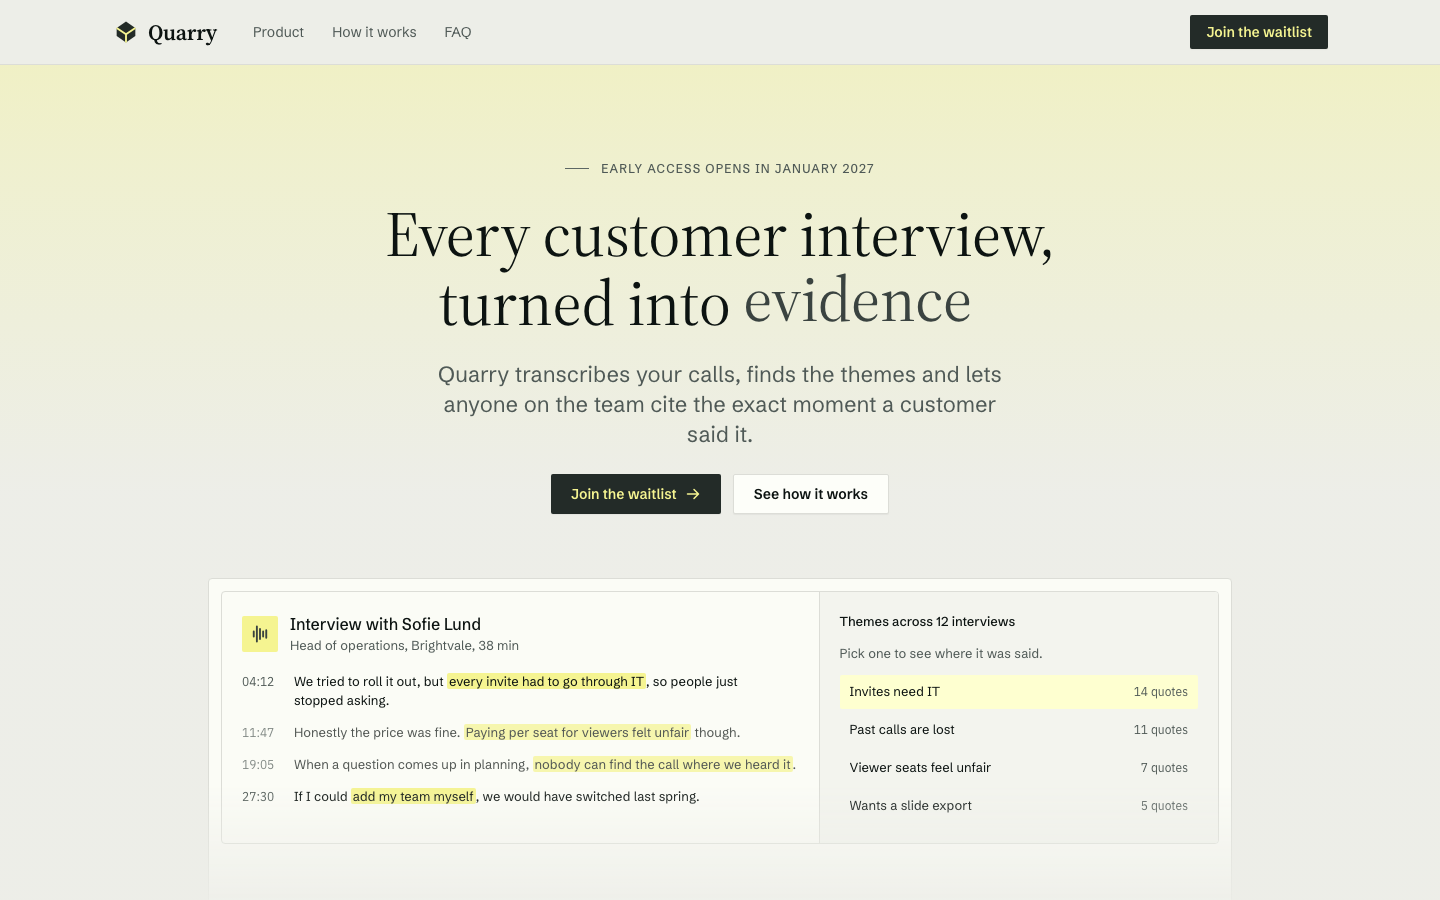 Quarry
Product
How it works
FAQ
Join the waitlist
EARLY ACCESS OPENS IN JANUARY 2027
Every customer interview,
turned into evidence
Quarry transcribes your calls, finds the themes and lets
anyone on the team cite the exact moment a customer
said it.
Join the waitlist
See how it works
Interview with Sofie Lund
Head of operations, Brightvale, 38 min
04:12 We tried to roll it out, but every invite had to go through IT, so people just
stopped asking.
11:47 Honestly the price was fine. Paying per seat for viewers felt unfair though.
19:05 When a question comes up in planning, nobody can find the call where we heard it.
27:30 If I could add my team myself, we would have switched last spring.
Themes across 12 interviews
Pick one to see where it was said.
Invites need IT 14 quotes
Past calls are lost 11 quotes
Viewer seats feel unfair 7 quotes
Wants a slide export 5 quotes